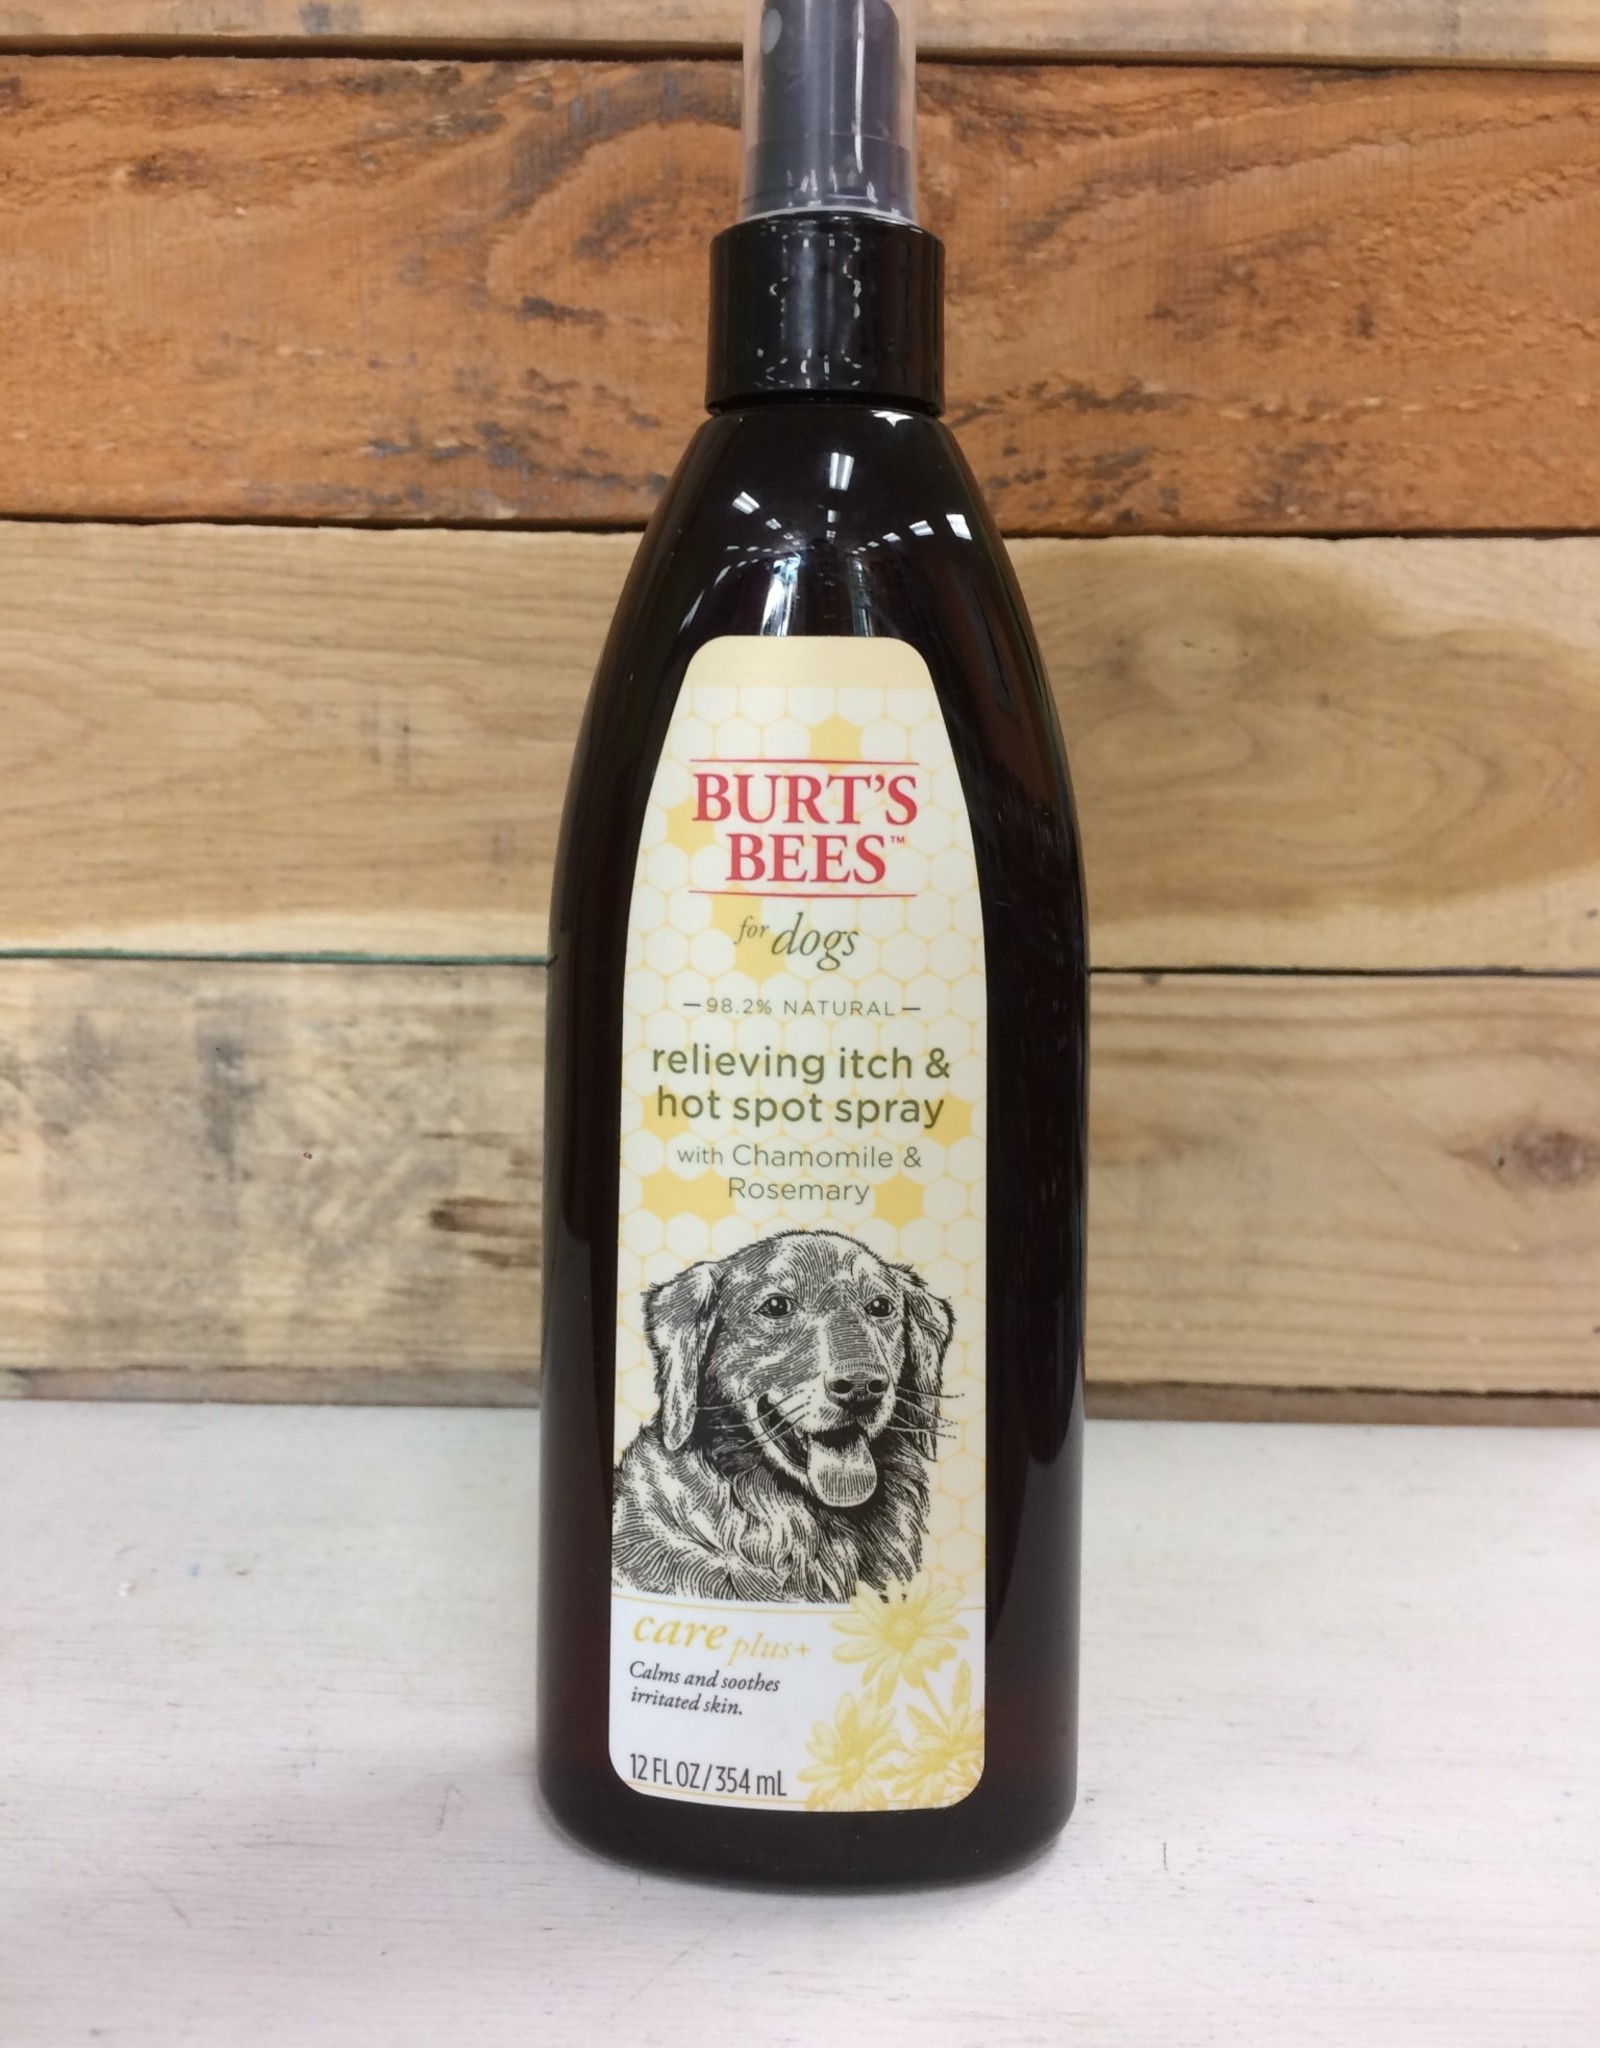 BURT'S
BEES™
for dogs
—98.2% NATURAL—
relieving itch &
hot spot spray
with Chamomile &
Rosemary
care plus+
Calms and soothes
irritated skin.
12 FL OZ/354 mL